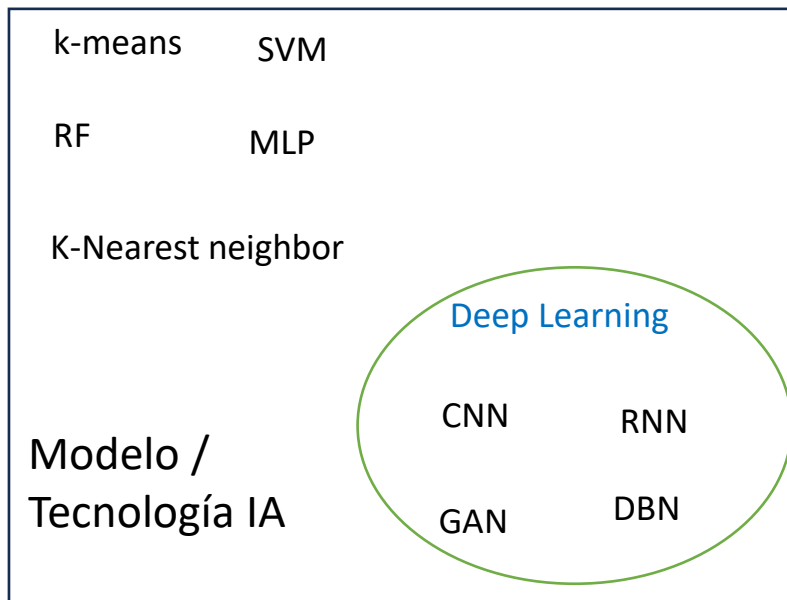 k-means SVM
RF MLP
K-Nearest neighbor
Deep Learning
CNN RNN
Modelo /
Tecnología IA
GAN DBN